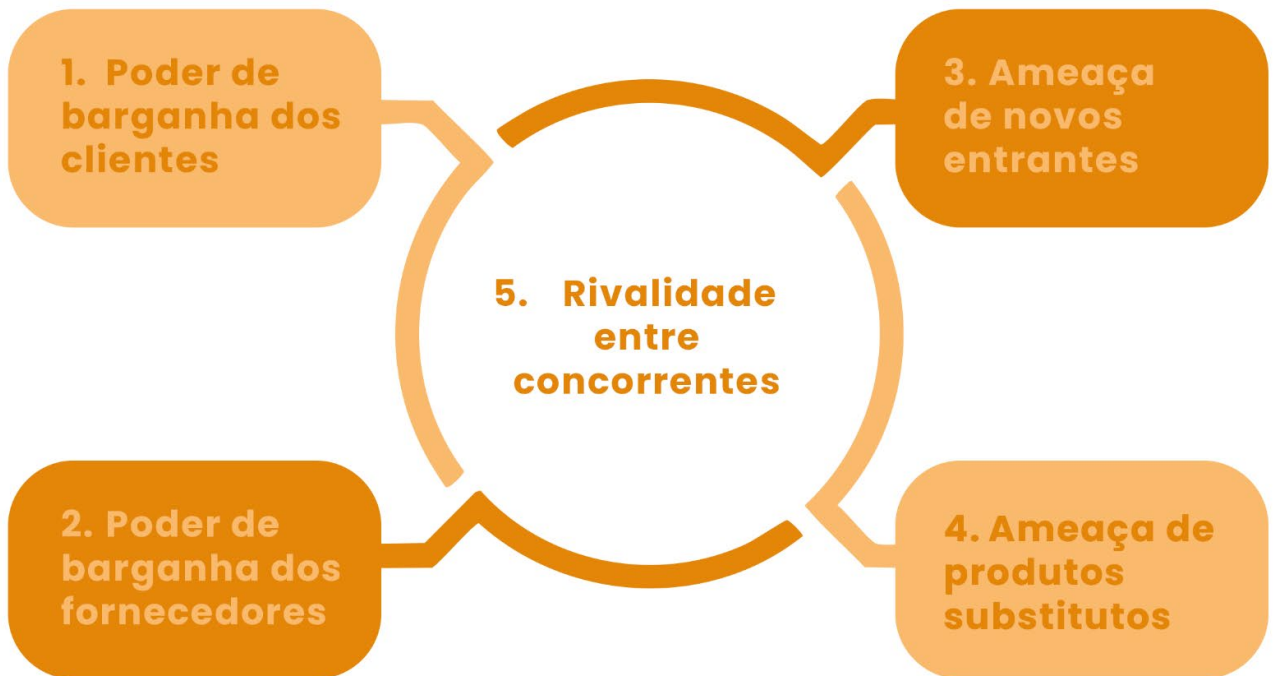 1. Poder de
barganha dos
clientes
2. Poder de
barganha dos
fornecedores
3. Ameaça
de novos
entrantes
4. Ameaça de
produtos
substitutos
5. Rivalidade
entre
concorrentes